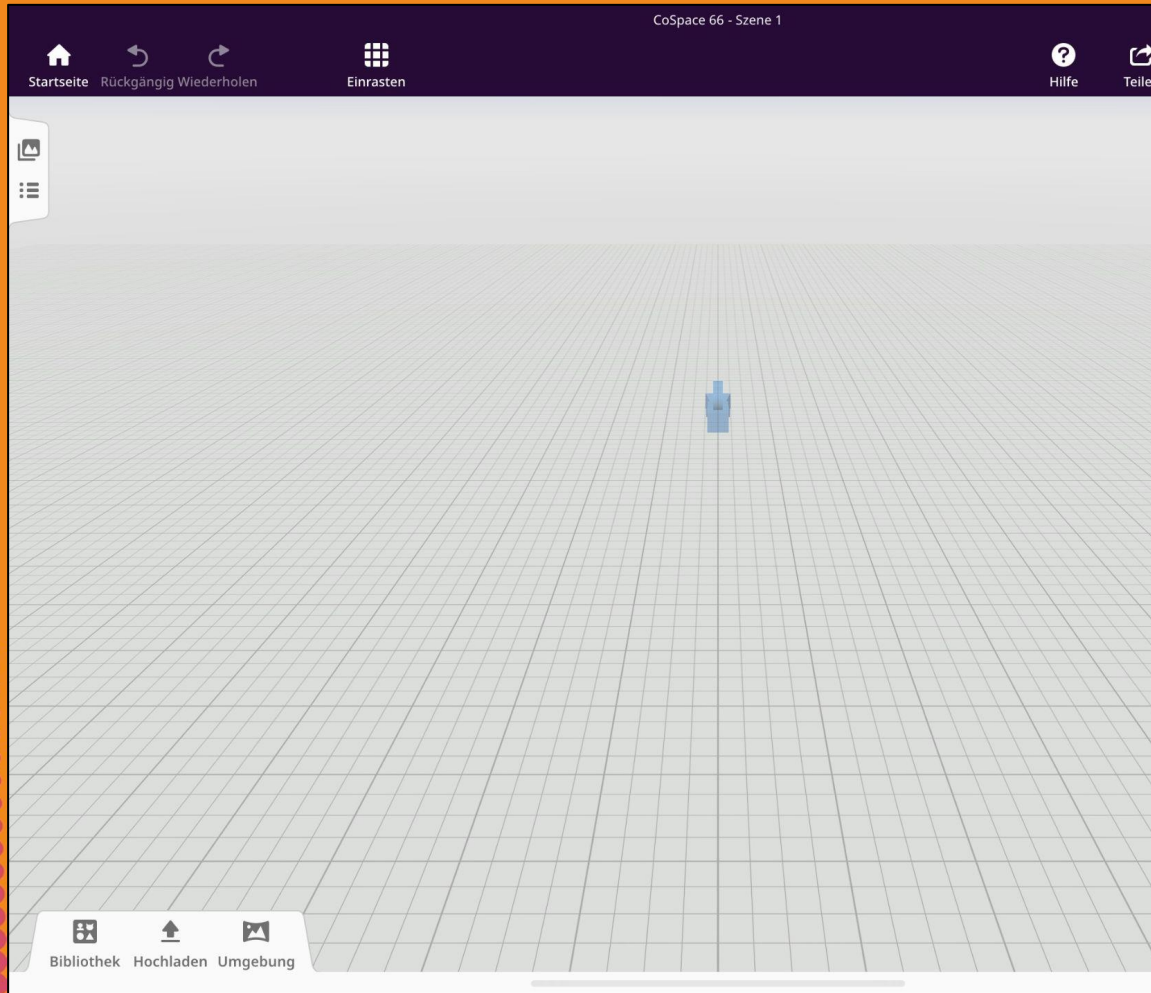 CoSpace 66 - Szene 1
Startseite Rückgängig Wiederholen Einrasten Hilfe Teile
Bibliothek Hochladen Umgebung